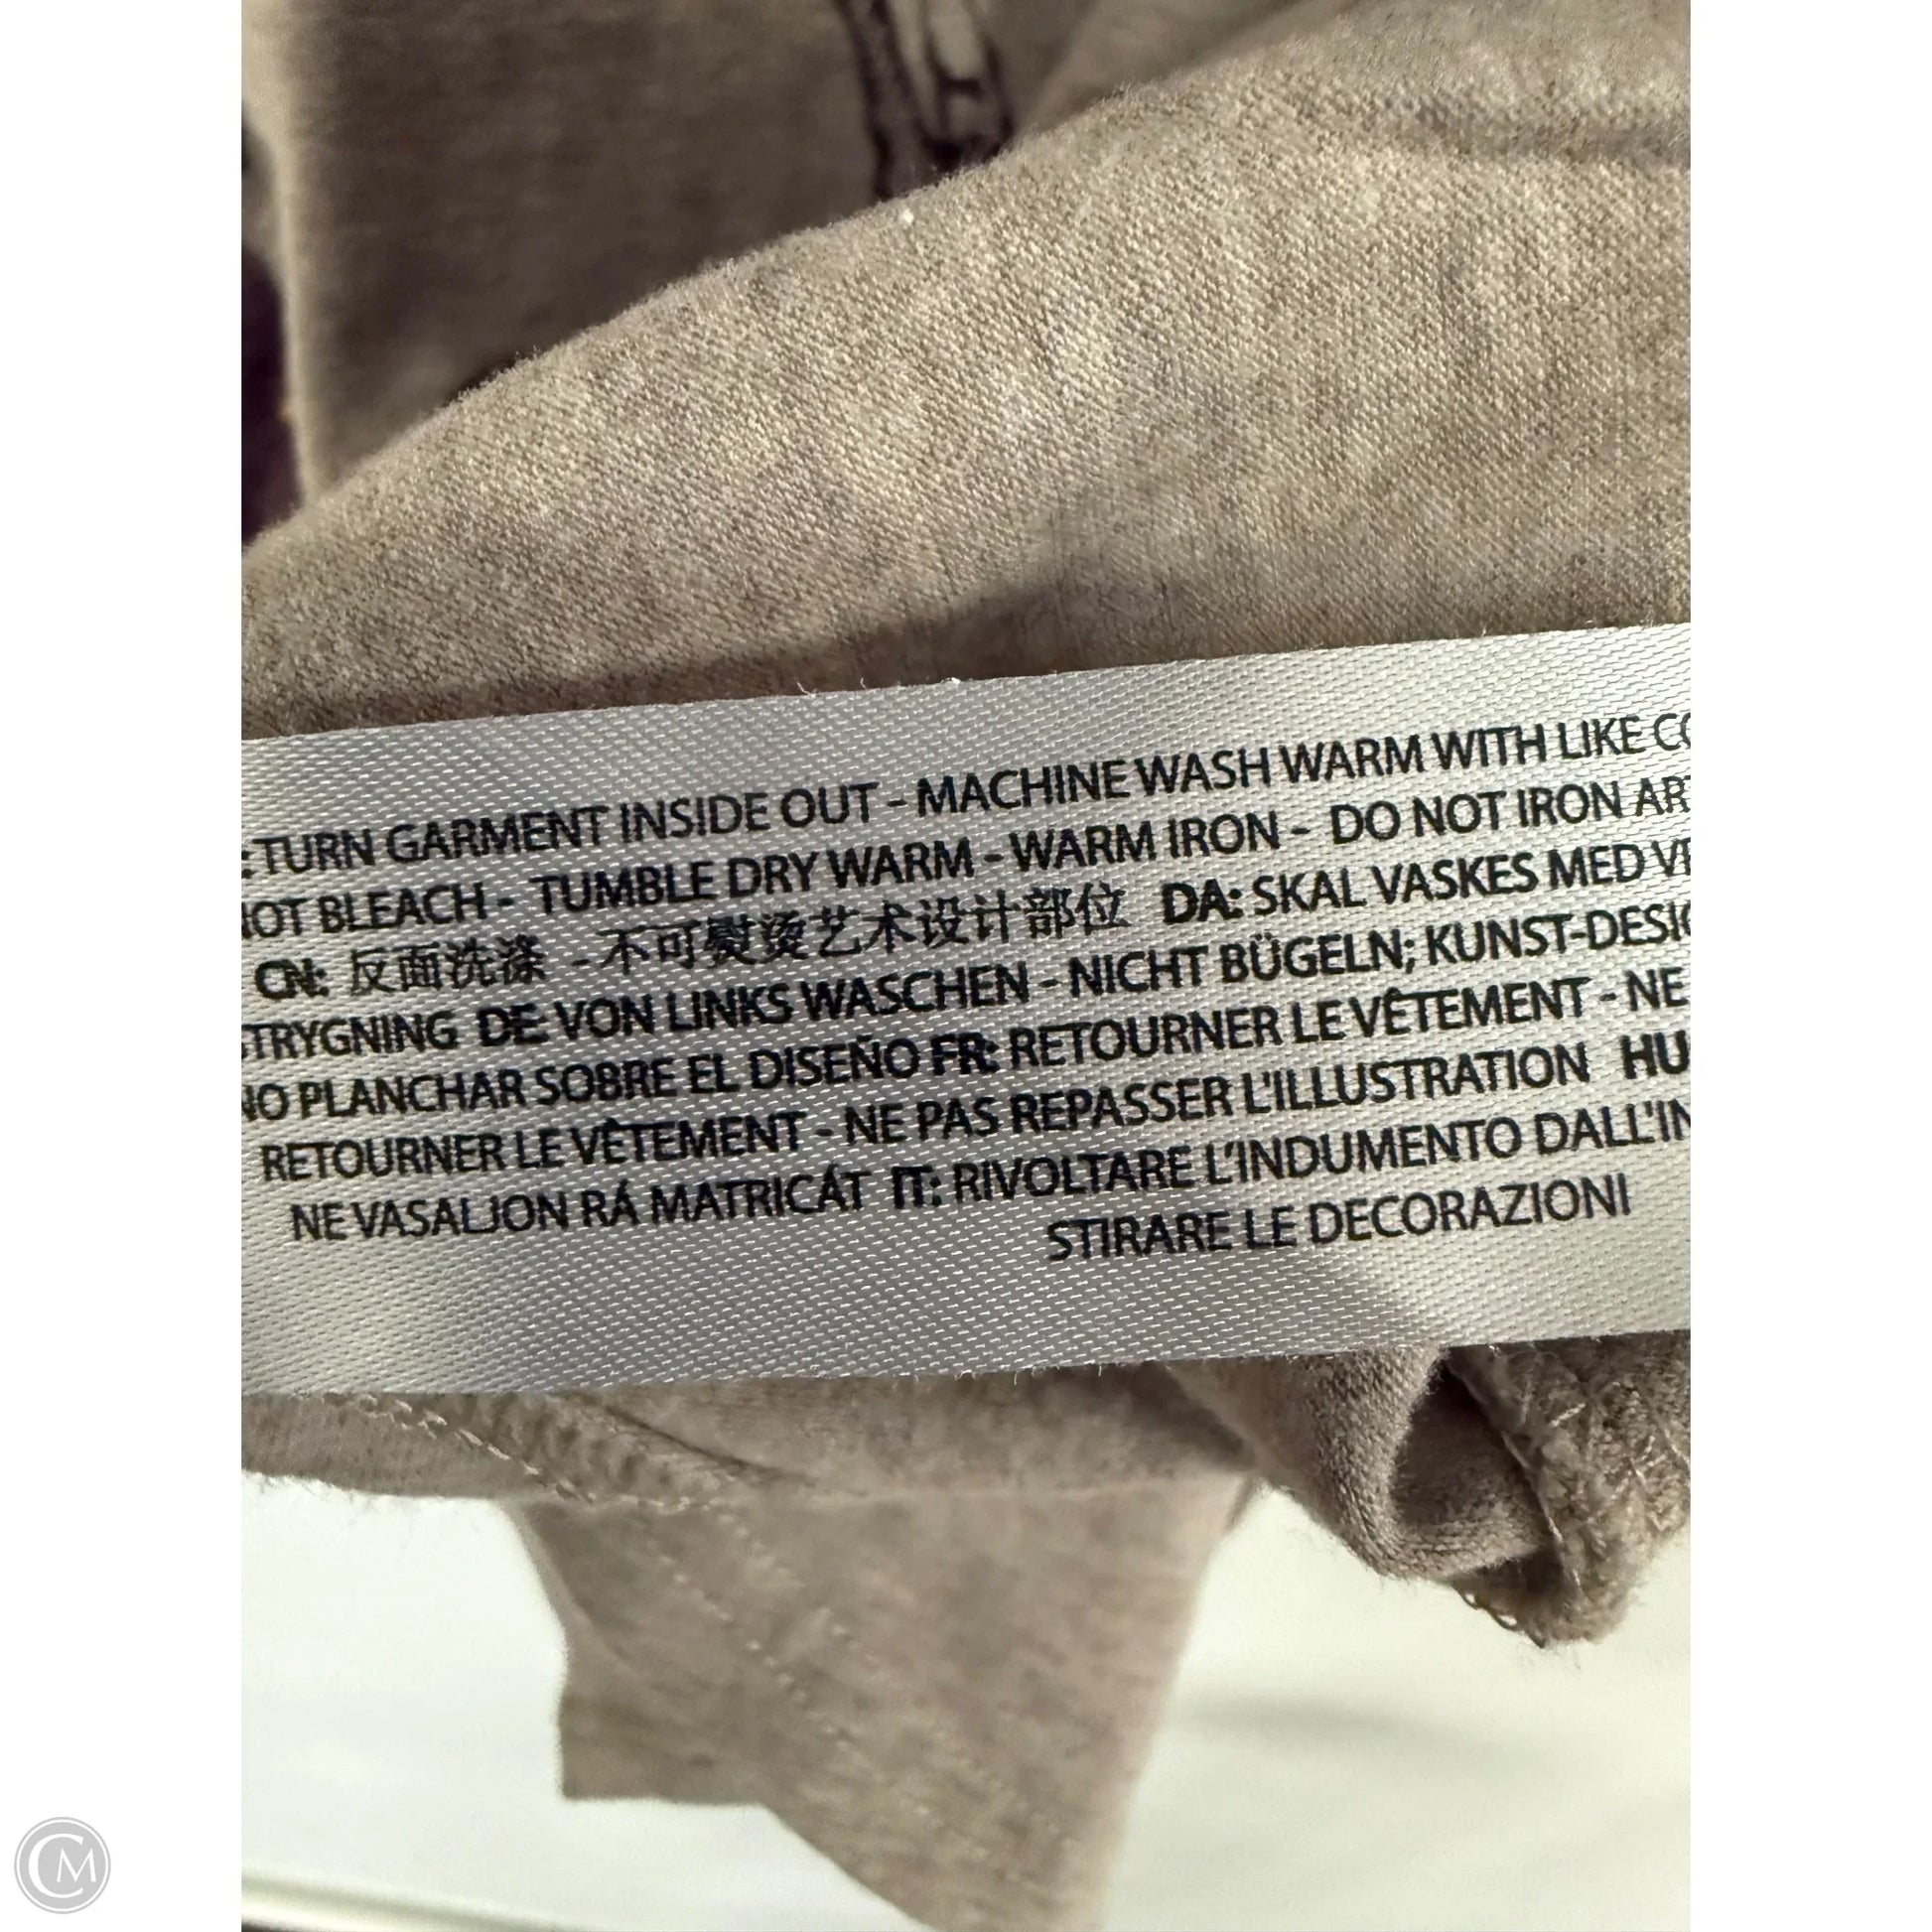 : TURN GARMENT INSIDE OUT - MACHINE WASH WARM WITH LIKE CO
NOT BLEACH - TUMBLE DRY WARM - WARM IRON - DO NOT IRON AR
CN: 反面洗涤 - 不可熨烫艺术设计部位 DA: SKAL VASKES MED VR
STRYGNING DE: VON LINKS WASCHEN - NICHT BÜGELN; KUNST-DESIG
NO PLANCHAR SOBRE EL DISEÑO FR: RETOURNER LE VÊTEMENT - NE
RETOURNER LE VÊTEMENT - NE PAS REPASSER L'ILLUSTRATION HU
NE VASALJON RÁ MATRICÁT IT: RIVOLTARE L'INDUMENTO DALL'IN
STIRARE LE DECORAZIONI
CM